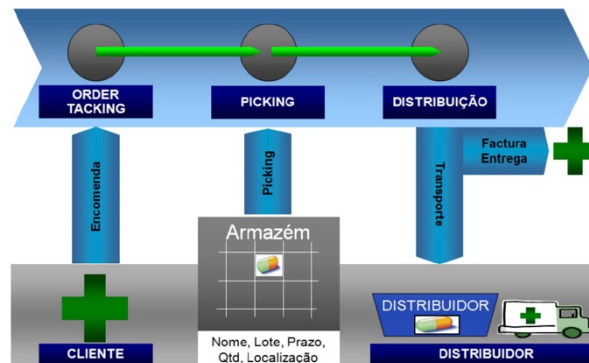 ORDER
TACKING
PICKING
DISTRIBUIÇÃO
Encomenda
Picking
Transporte
Factura
Entrega
Armazém
DISTRIBUIDOR
CLIENTE
Nome, Lote, Prazo,
Qtd, Localização
DISTRIBUIDOR